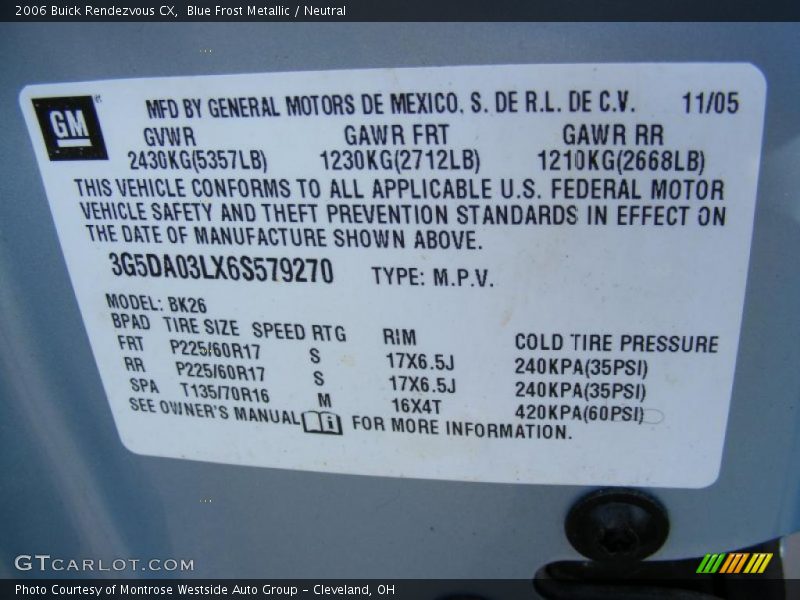 2006 Buick Rendezvous CX,  Blue Frost Metallic / Neutral
GM
MFD BY GENERAL MOTORS DE MEXICO, S. DE R.L. DE C.V. 11/05
GVWR GAWR FRT GAWR RR
2430KG(5357LB) 1230KG(2712LB) 1210KG(2668LB)
THIS VEHICLE CONFORMS TO ALL APPLICABLE U.S. FEDERAL MOTOR
VEHICLE SAFETY AND THEFT PREVENTION STANDARDS IN EFFECT ON
THE DATE OF MANUFACTURE SHOWN ABOVE.
3G5DA03LX6S579270 TYPE: M.P.V.
MODEL: BK26
BPAD TIRE SIZE SPEED RTG RIM COLD TIRE PRESSURE
FRT P225/60R17 S 17X6.5J 240KPA(35PSI)
RR P225/60R17 S 17X6.5J 240KPA(35PSI)
SPA T135/70R16 M 16X4T 420KPA(60PSI)
SEE OWNER'S MANUAL i FOR MORE INFORMATION.
GTCARLOT.COM
Photo Courtesy of Montrose Westside Auto Group - Cleveland, OH